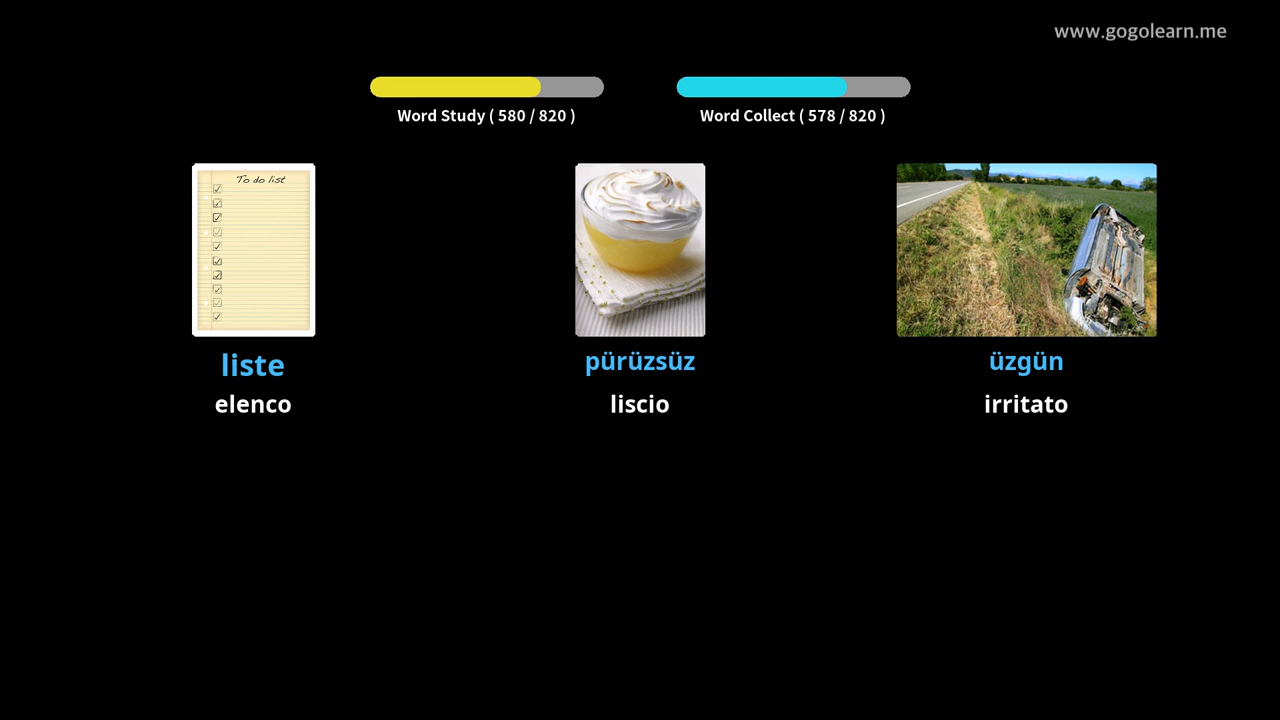 www.gogolearn.me
Word Study ( 580 / 820 )
Word Collect ( 578 / 820 )
To do list
liste
pürüzsüz
üzgün
elenco
liscio
irritato